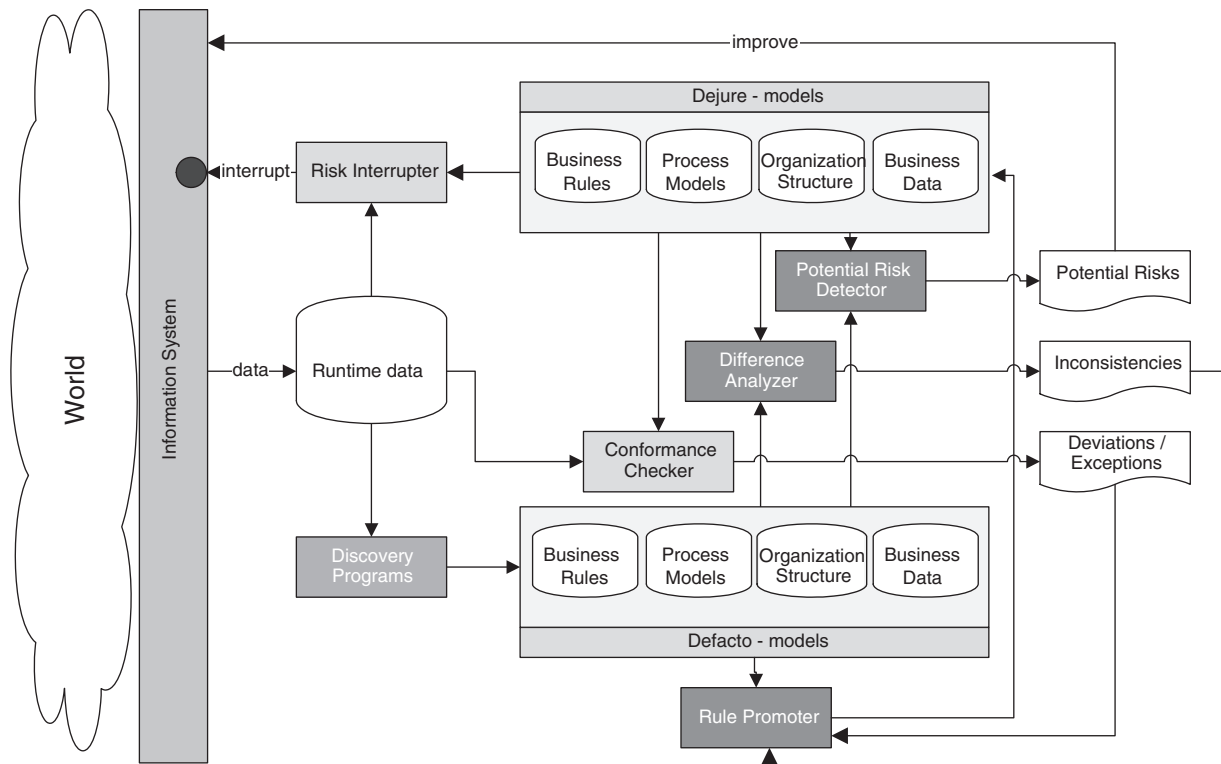 improve
Dejure - models
Business
Rules
Process
Models
Organization
Structure
Business
Data
interrupt
Risk Interrupter
Potential Risk
Detector
Potential Risks
World
Information System
data
Runtime data
Difference
Analyzer
Inconsistencies
Conformance
Checker
Deviations /
Exceptions
Discovery
Programs
Business
Rules
Process
Models
Organization
Structure
Business
Data
Defacto - models
Rule Promoter